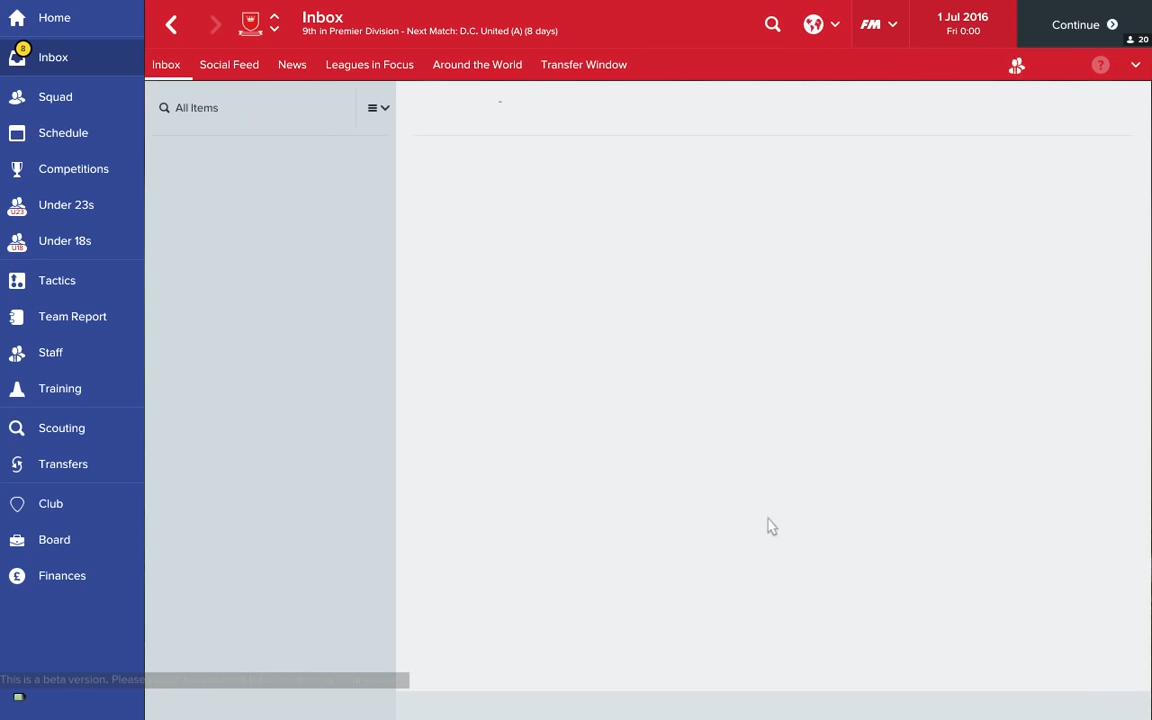 Home
8
Inbox
Squad
Schedule
Competitions
U23
Under 23s
U18
Under 18s
Tactics
Team Report
Staff
Training
Scouting
Transfers
Club
Board
£
Finances
Inbox
9th in Premier Division - Next Match: D.C. United (A) (8 days)
FM
1 Jul 2016
Fri 0:00
Continue
20
Inbox
Social Feed
News
Leagues in Focus
Around the World
Transfer Window
?
All Items
-
This is a beta version. Please